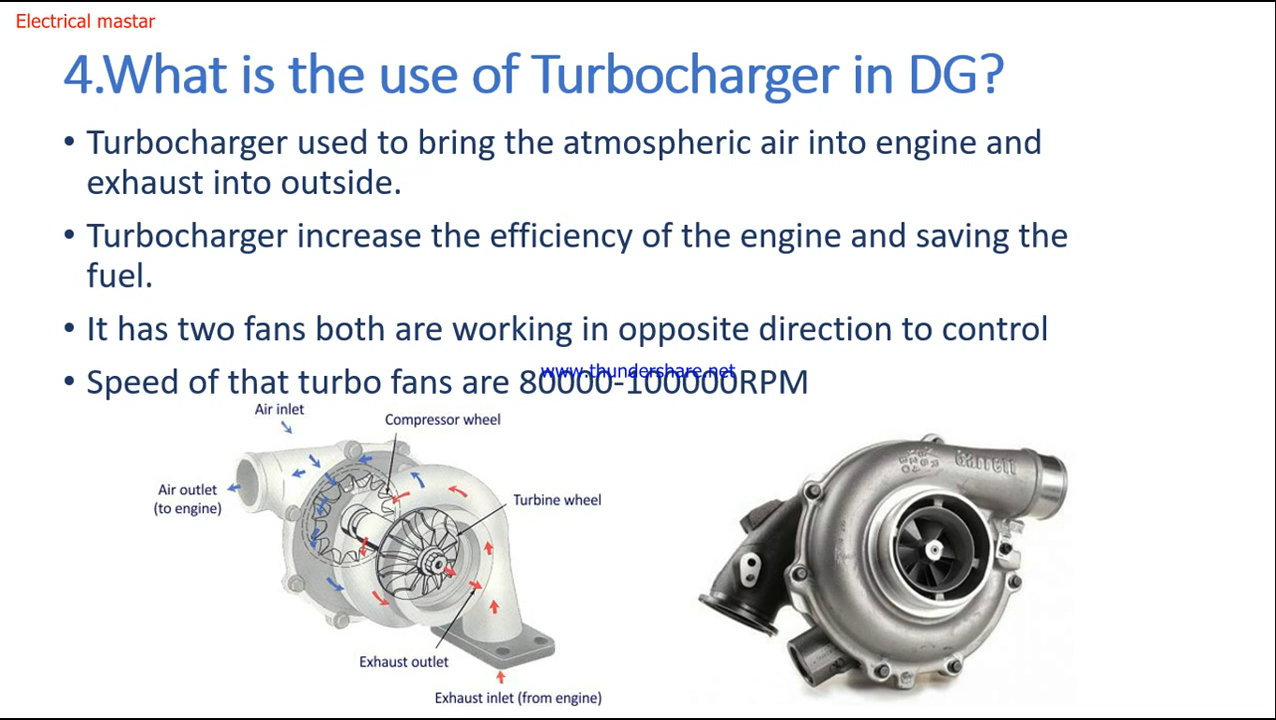 Electrical mastar
4.What is the use of Turbocharger in DG?
• Turbocharger used to bring the atmospheric air into engine and
exhaust into outside.
• Turbocharger increase the efficiency of the engine and saving the
fuel.
• It has two fans both are working in opposite direction to control
www.thundershare.net
• Speed of that turbo fans are 80000-100000RPM
Air inlet
Compressor wheel
Air outlet
(to engine)
Turbine wheel
Garrett
Exhaust outlet
Exhaust inlet (from engine)